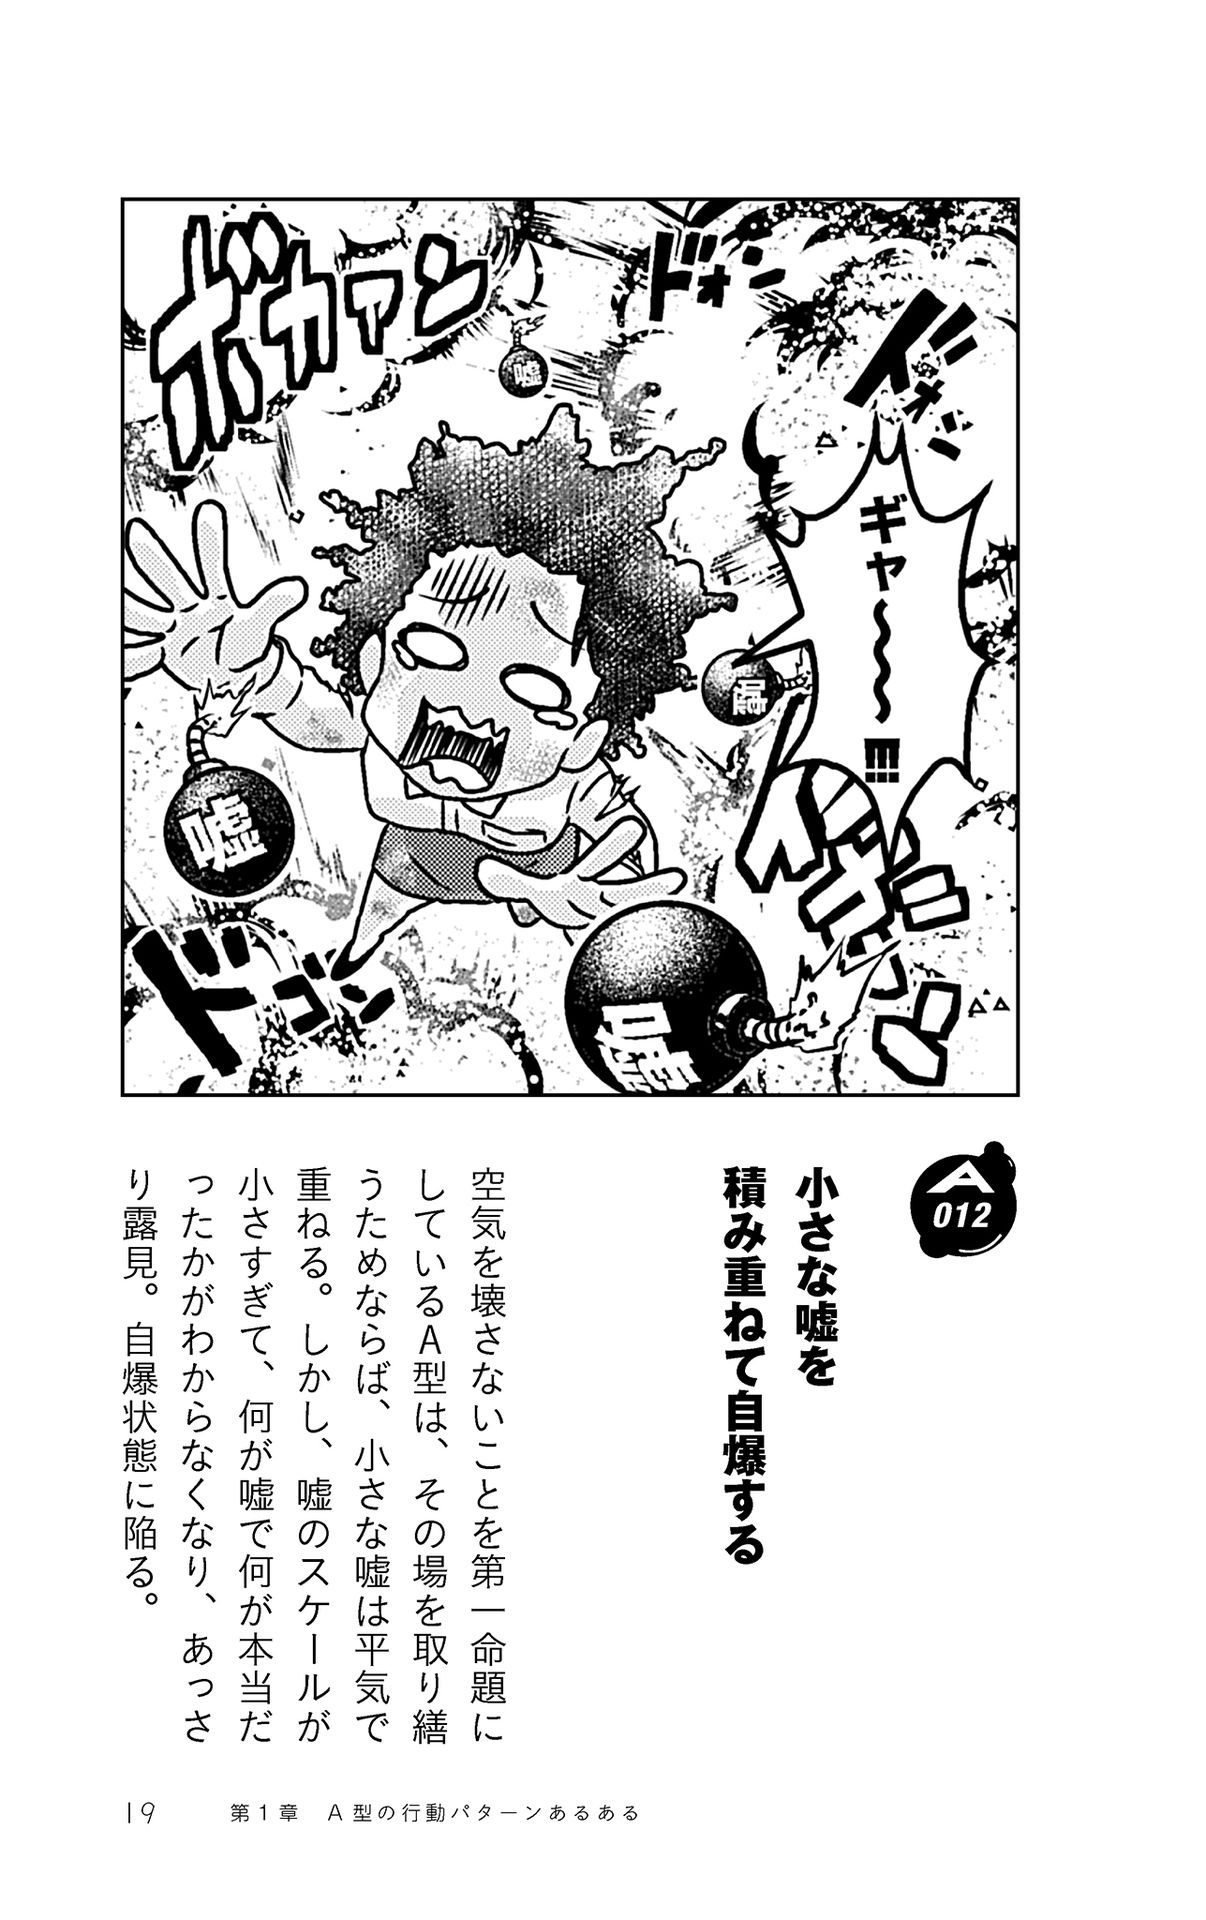 ドォン
ドォン
ギャ〜〜〜!!!
ボカアン
嘘
嘘
嘘
嘘
ドゴン
ドゴォン
A
012
小さな嘘を
積み重ねて自爆する
空気を壊さないことを第一命題に
しているA型は、その場を取り繕
うためならば、小さな嘘は平気で
重ねる。しかし、嘘のスケールが
小さすぎて、何が嘘で何が本当だ
ったかがわからなくなり、あっさ
り露見。自爆状態に陥る。
19
第1章　A型の行動パターンあるある